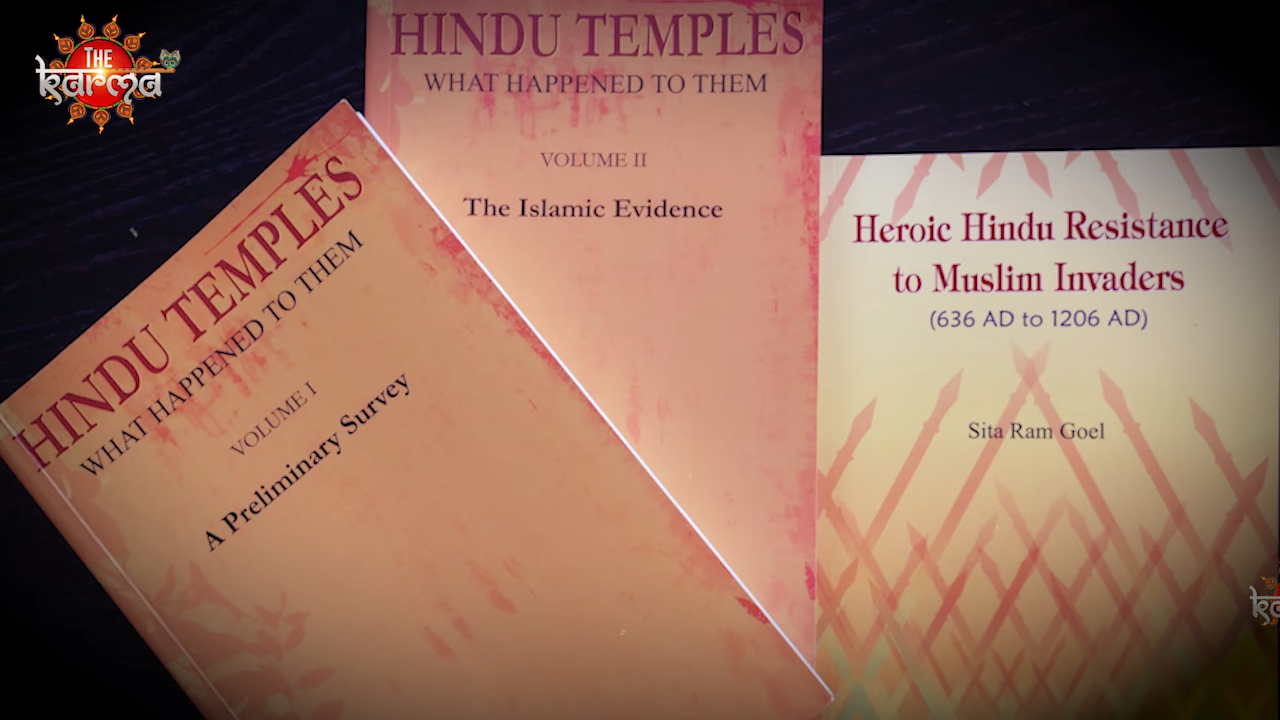 THE
karma
HINDU TEMPLES
WHAT HAPPENED TO THEM
VOLUME I
A Preliminary Survey
HINDU TEMPLES
WHAT HAPPENED TO THEM
VOLUME II
The Islamic Evidence
Heroic Hindu Resistance
to Muslim Invaders
(636 AD to 1206 AD)
Sita Ram Goel